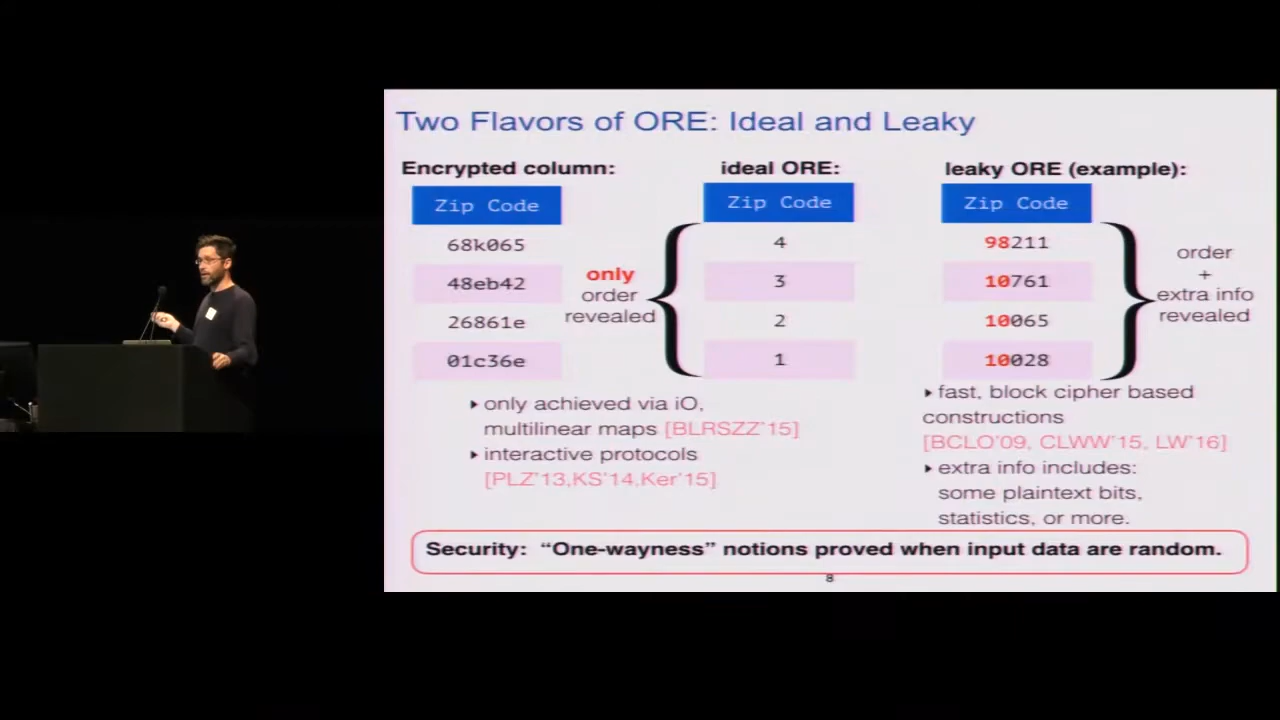 Two Flavors of ORE: Ideal and Leaky
Encrypted column:
Zip Code
68k065
48eb42
26861e
01c36e
only
order
revealed
ideal ORE:
Zip Code
4
3
2
1
▸ only achieved via iO,
multilinear maps [BLRSZZ'15]
▸ interactive protocols
[PLZ'13,KS'14,Ker'15]
leaky ORE (example):
Zip Code
98211
10761
10065
10028
order
+
extra info
revealed
▸ fast, block cipher based
constructions
[BCLO'09, CLWW'15, LW'16]
▸ extra info includes:
some plaintext bits,
statistics, or more.
Security: “One-wayness” notions proved when input data are random.
8